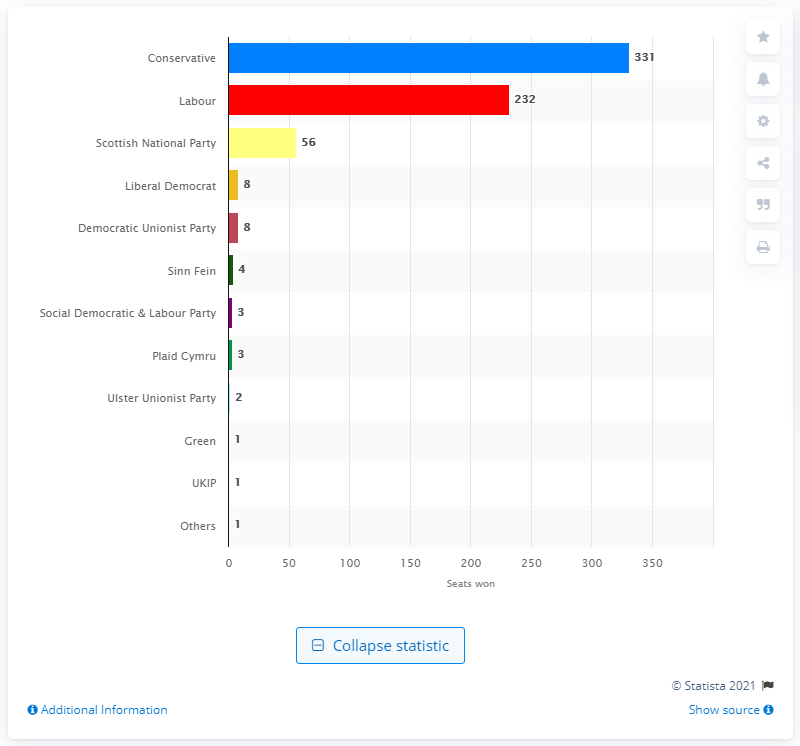 Conservative 331
Labour 232
Scottish National Party 56
Liberal Democrat 8
Democratic Unionist Party 8
Sinn Fein 4
Social Democratic & Labour Party 3
Plaid Cymru 3
Ulster Unionist Party 2
Green 1
UKIP 1
Others 1
0 50 100 150 200 250 300 350
Seats won
Collapse statistic
© Statista 2021
Additional Information Show source